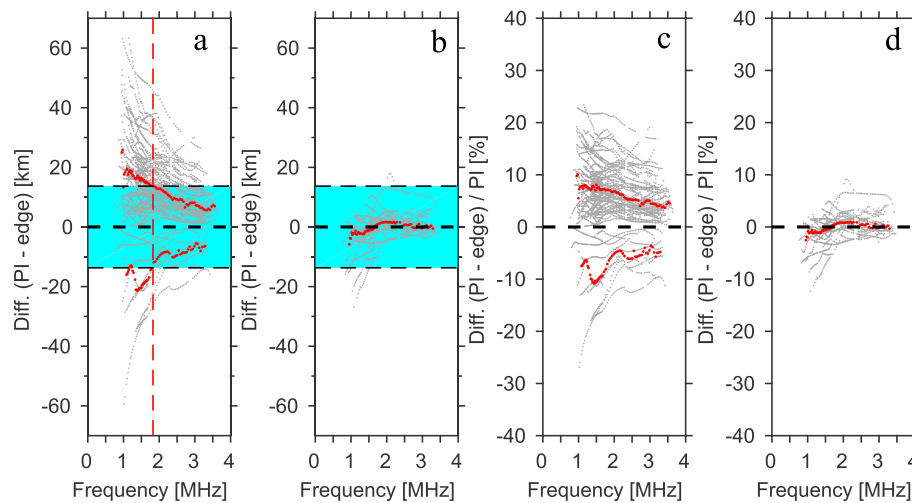 a
b
c
d
60
40
20
0
-20
-40
-60
Diff. (PI - edge) [km]
0 1 2 3 4
Frequency [MHz]
60
40
20
0
-20
-40
-60
Diff. (PI - edge) [km]
0 1 2 3 4
Frequency [MHz]
40
30
20
10
0
-10
-20
-30
-40
Diff. (PI - edge) / PI [%]
0 1 2 3 4
Frequency [MHz]
40
30
20
10
0
-10
-20
-30
-40
Diff. (PI - edge) / PI [%]
0 1 2 3 4
Frequency [MHz]